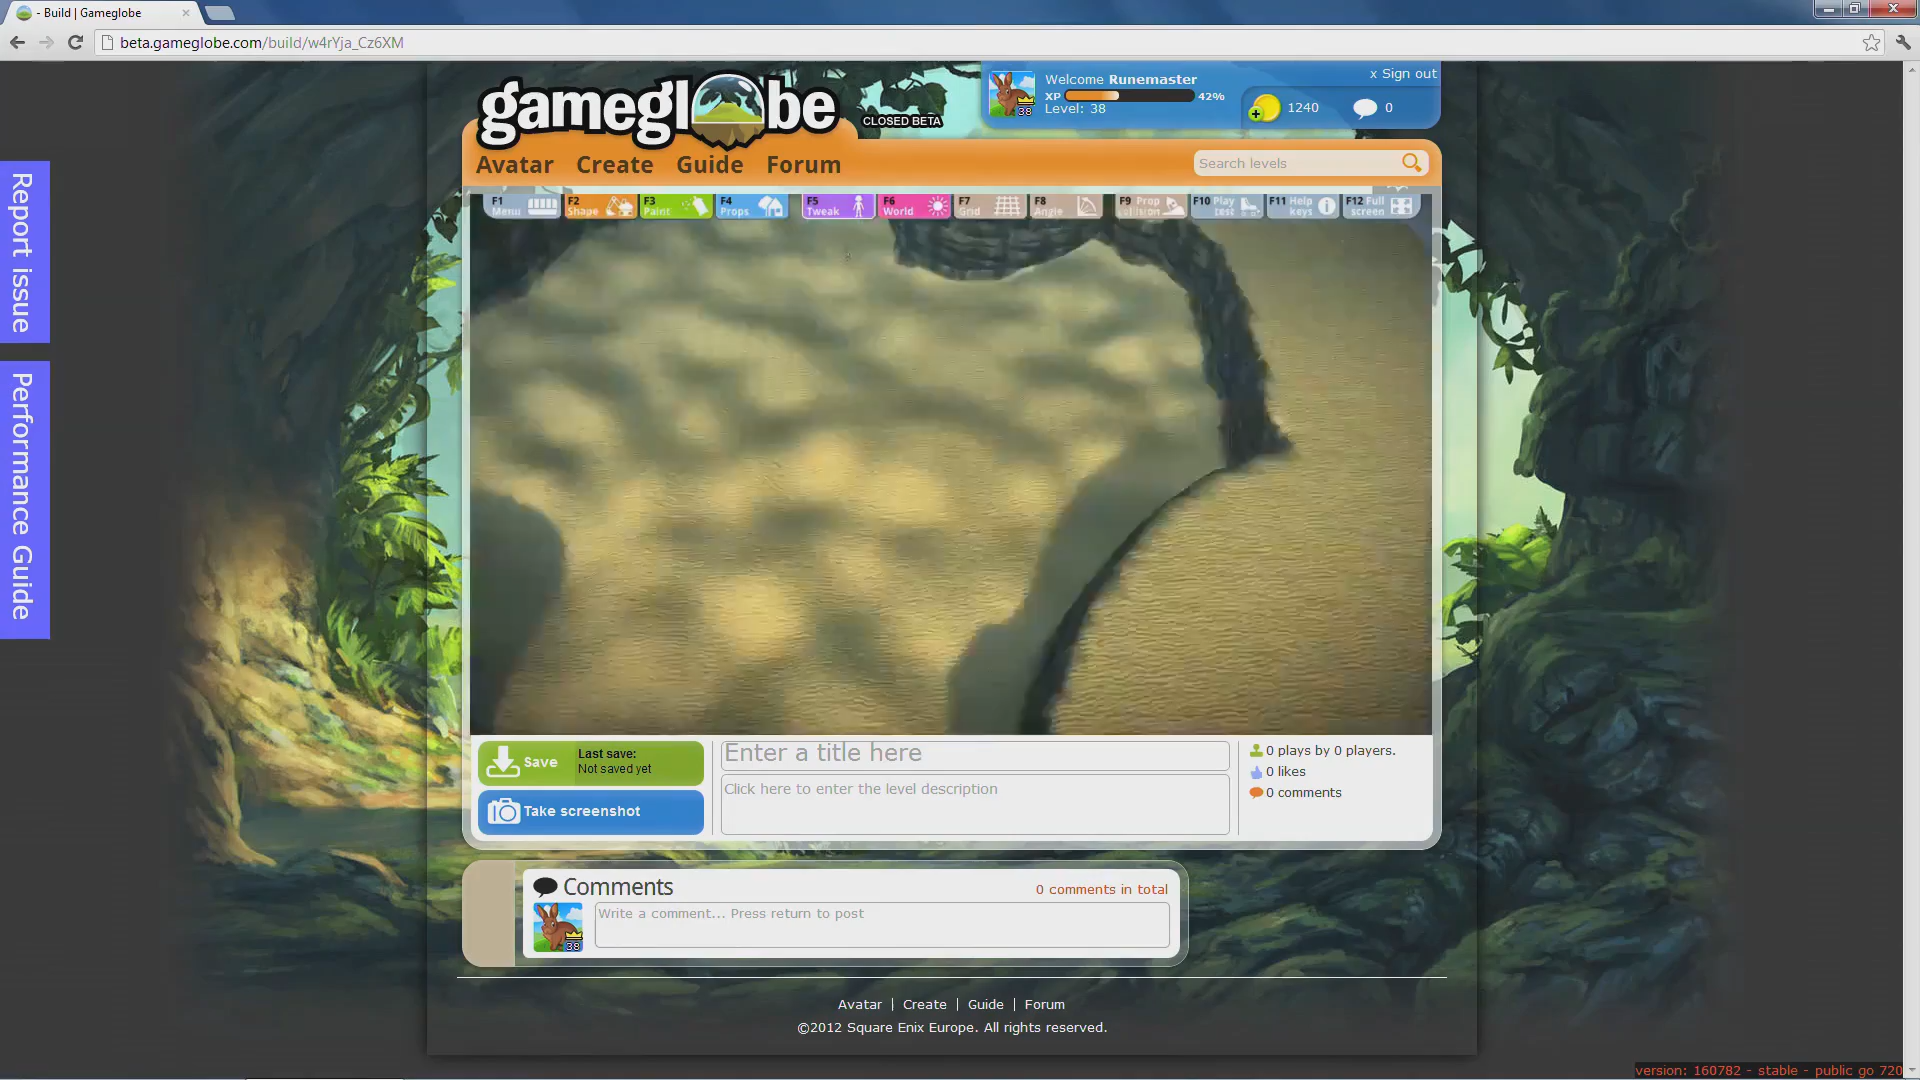 - Build | Gameglobe
beta.gameglobe.com/build/w4rYja_Cz6XM
gameglobe
CLOSED BETA
Welcome Runemaster
x Sign out
XP 42%
38
Level: 38
1240
0
Avatar Create Guide Forum
Search levels
F1 Menu
F2 Shape
F3 Paint
F4 Props
F5 Tweak
F6 World
F7 Grid
F8 Angle
F9 Prop
F10 Play test
F11 Help keys
F12 Full screen
Report issue
Performance Guide
Save
Last save:
Not saved yet
Take screenshot
Enter a title here
Click here to enter the level description
0 plays by 0 players.
0 likes
0 comments
Comments
0 comments in total
Write a comment... Press return to post
38
Avatar | Create | Guide | Forum
©2012 Square Enix Europe. All rights reserved.
version: 160782 - stable - public go 720